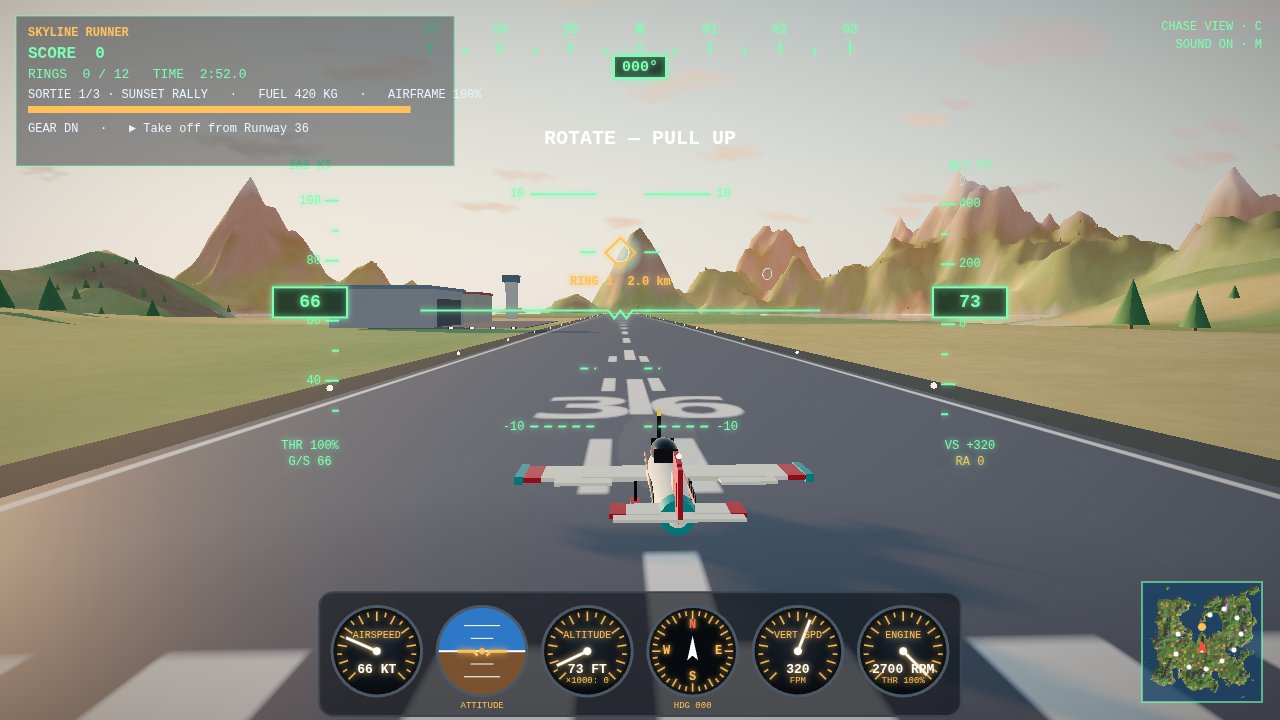 SKYLINE RUNNER
SCORE 0
RINGS 0 / 12 TIME 2:52.0
SORTIE 1/3 · SUNSET RALLY · FUEL 420 KG · AIRFRAME 100%
GEAR DN · ▶ Take off from Runway 36
34 35 N 01 02 03
000°
CHASE VIEW · C
SOUND ON · M
ROTATE — PULL UP
IAS KT
100
80
66
60
40
THR 100%
G/S 66
10 10
RING 1 2.0 km
-10 -10
400
200
73
0
VS +320
RA 0
36
AIRSPEED
66 KT
ATTITUDE
ALTITUDE
73 FT
×1000: 0
N
W E
S
HDG 000
VERT SPD
320
FPM
ENGINE
2700 RPM
THR 100%